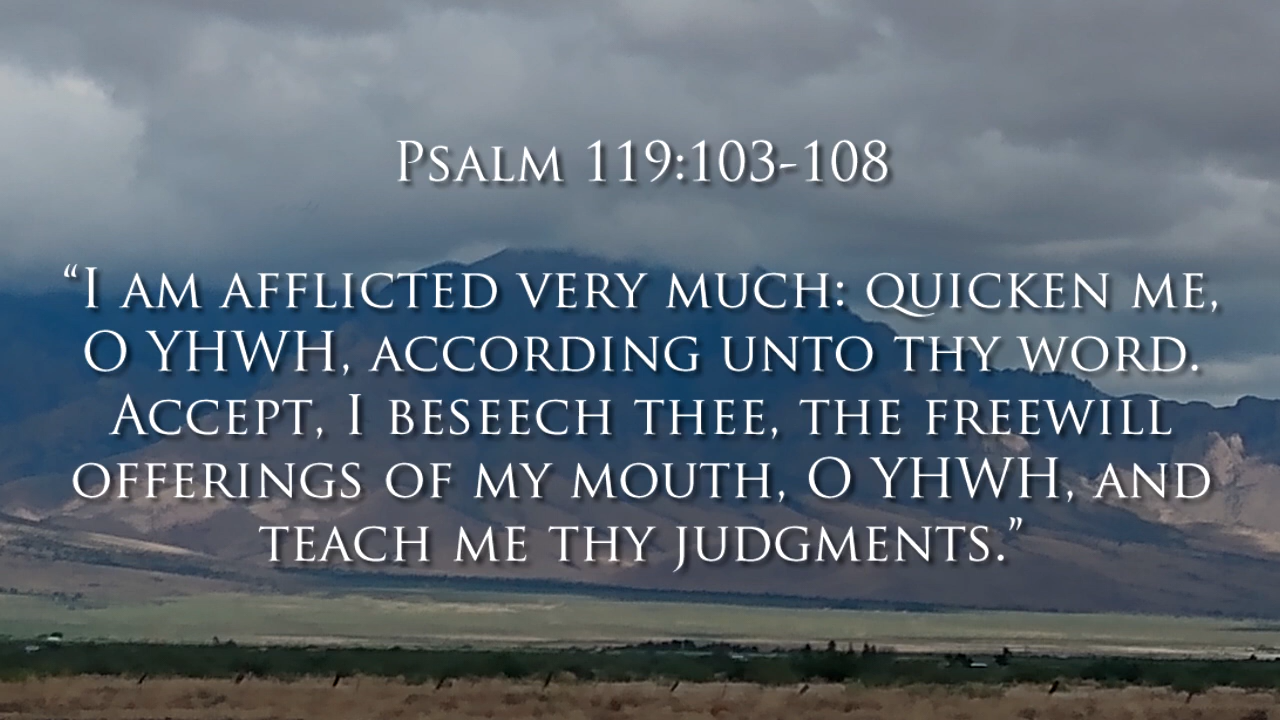 Psalm 119:103-108
“I am afflicted very much: quicken me,
O YHWH, according unto thy word.
Accept, I beseech thee, the freewill
offerings of my mouth, O YHWH, and
teach me thy judgments.”